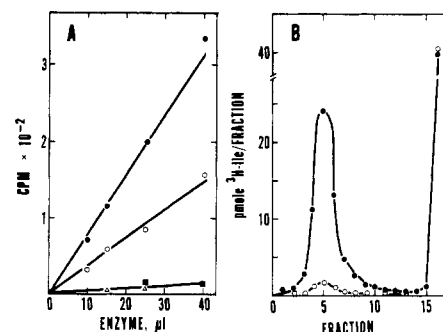 A
B
CPM × 10⁻²
3
2
1
0
10
20
30
40
ENZYME, µl
pmole ³H-Ile/FRACTION
40
20
10
0
5
10
15
FRACTION